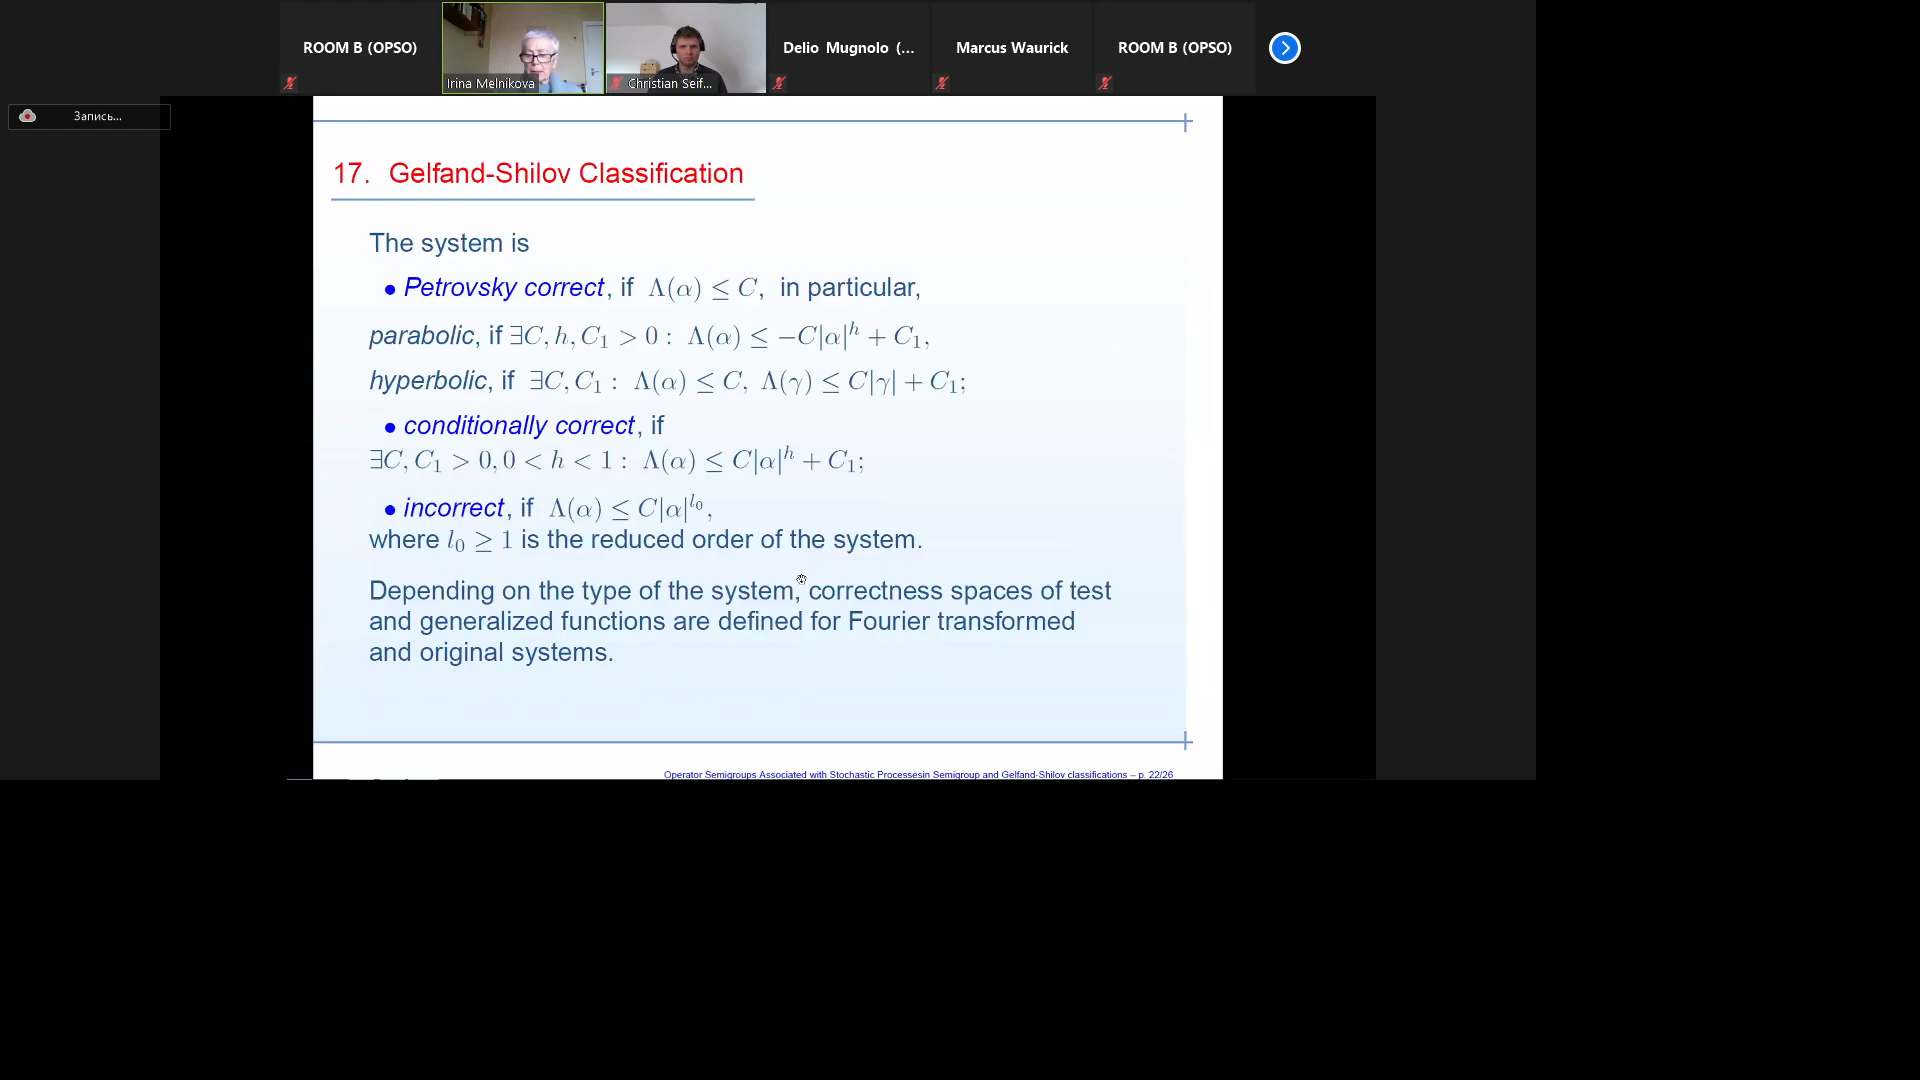 ROOM B (OPSO)
Irina Melnikova
Christian Seif...
Delio Mugnolo (...
Marcus Waurick
ROOM B (OPSO)
Запись...
17. Gelfand-Shilov Classification
The system is
• Petrovsky correct, if Λ(α) ≤ C, in particular,
parabolic, if ∃C, h, C₁ > 0 : Λ(α) ≤ −C|α|ʰ + C₁,
hyperbolic, if ∃C, C₁ : Λ(α) ≤ C, Λ(γ) ≤ C|γ| + C₁;
• conditionally correct, if
∃C, C₁ > 0, 0 < h < 1 : Λ(α) ≤ C|α|ʰ + C₁;
• incorrect, if Λ(α) ≤ C|α|^{l₀},
where l₀ ≥ 1 is the reduced order of the system.
Depending on the type of the system, correctness spaces of test
and generalized functions are defined for Fourier transformed
and original systems.
Operator Semigroups Associated with Stochastic Processesin Semigroup and Gelfand-Shilov classifications – p. 22/26